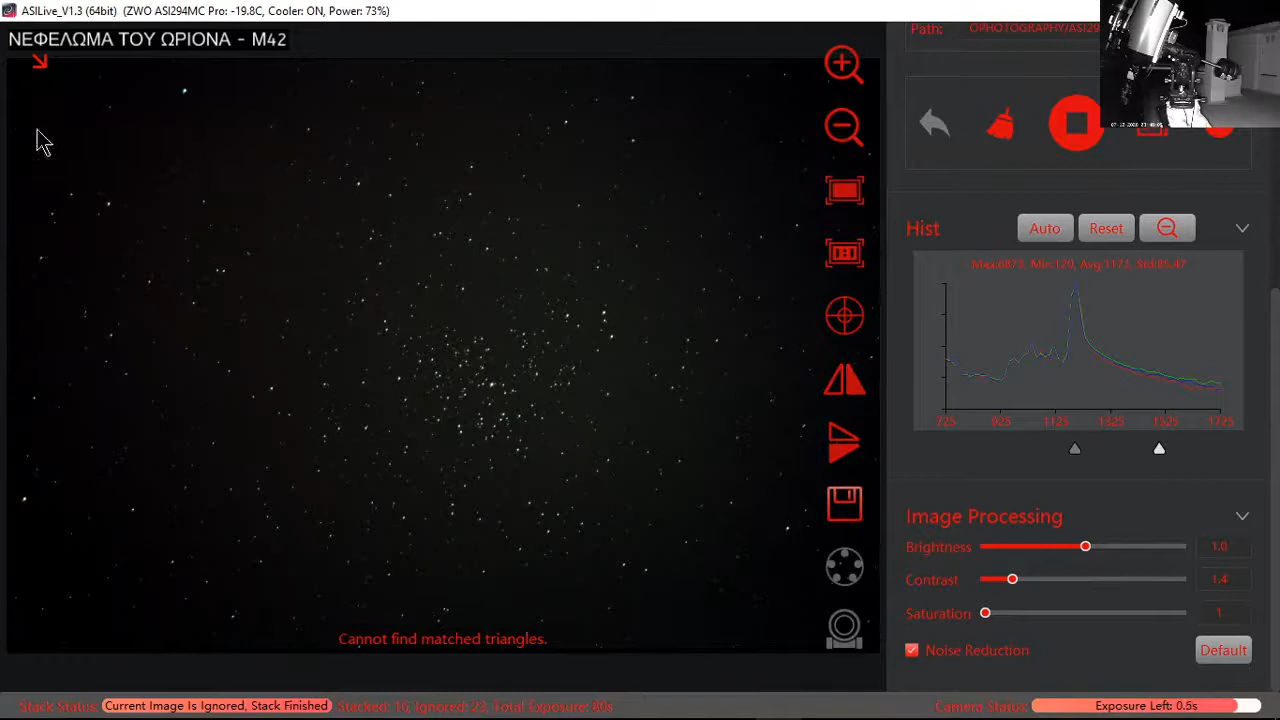 ASILive_V1.3 (64bit) (ZWO ASI294MC Pro: -19.8C, Cooler: ON, Power: 73%)
ΝΕΦΕΛΩΜΑ ΤΟΥ ΩΡΙΟΝΑ - M42
Path: OPHOTOGRAPHY/ASI29
Hist Auto Reset
Max:6873, Min:120, Avg:1173, Std:85.47
725 925 1125 1325 1525 1725
Image Processing
Brightness 1.0
Contrast 1.4
Saturation 1
Noise Reduction Default
Cannot find matched triangles.
Stack Status: Current Image Is Ignored, Stack Finished Stacked: 16, Ignored: 23, Total Exposure: 80s
Camera Status: Exposure Left: 0.5s